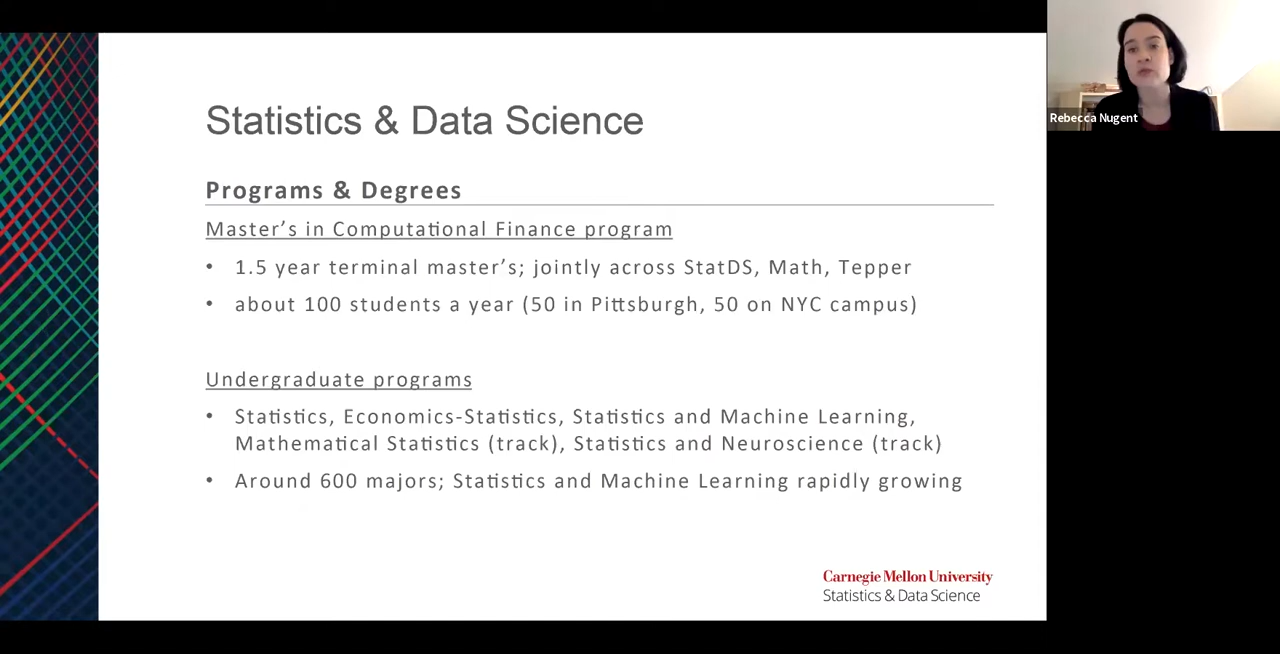 Statistics & Data Science
Programs & Degrees
Master's in Computational Finance program
• 1.5 year terminal master's; jointly across StatDS, Math, Tepper
• about 100 students a year (50 in Pittsburgh, 50 on NYC campus)
Undergraduate programs
• Statistics, Economics-Statistics, Statistics and Machine Learning,
Mathematical Statistics (track), Statistics and Neuroscience (track)
• Around 600 majors; Statistics and Machine Learning rapidly growing
Carnegie Mellon University
Statistics & Data Science
Rebecca Nugent